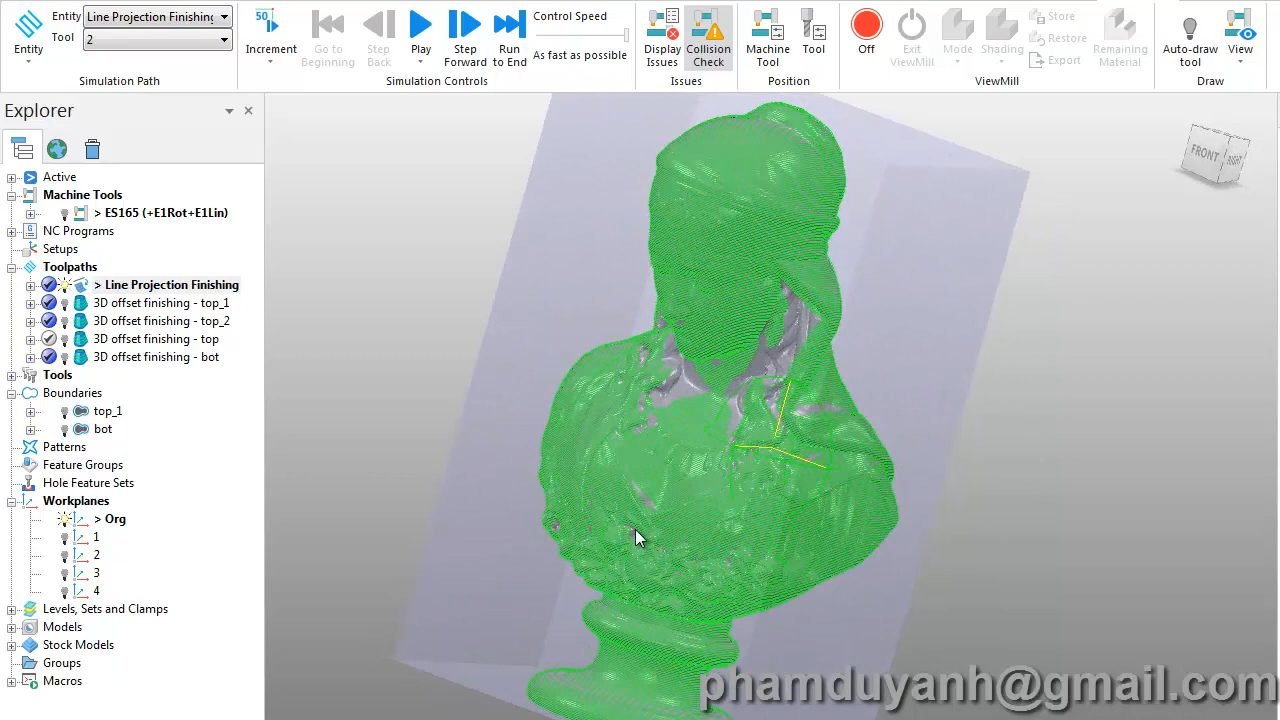 Entity Line Projection Finishing
Tool 2
Entity
Simulation Path
50
Increment
Go to Beginning
Step Back
Play
Step Forward
Run to End
Control Speed
As fast as possible
Simulation Controls
Display Issues
Collision Check
Issues
Machine Tool
Tool
Position
Off
Exit ViewMill
Mode
Shading
Store
Restore
Export
Remaining Material
ViewMill
Auto-draw tool
View
Draw
Explorer
> Active
Machine Tools
> ES165 (+E1Rot+E1Lin)
NC Programs
Setups
Toolpaths
> Line Projection Finishing
3D offset finishing - top_1
3D offset finishing - top_2
3D offset finishing - top
3D offset finishing - bot
Tools
Boundaries
top_1
bot
Patterns
Feature Groups
Hole Feature Sets
Workplanes
> Org
1
2
3
4
Levels, Sets and Clamps
Models
Stock Models
Groups
Macros
FRONT
RIGHT
phamduyanh@gmail.com